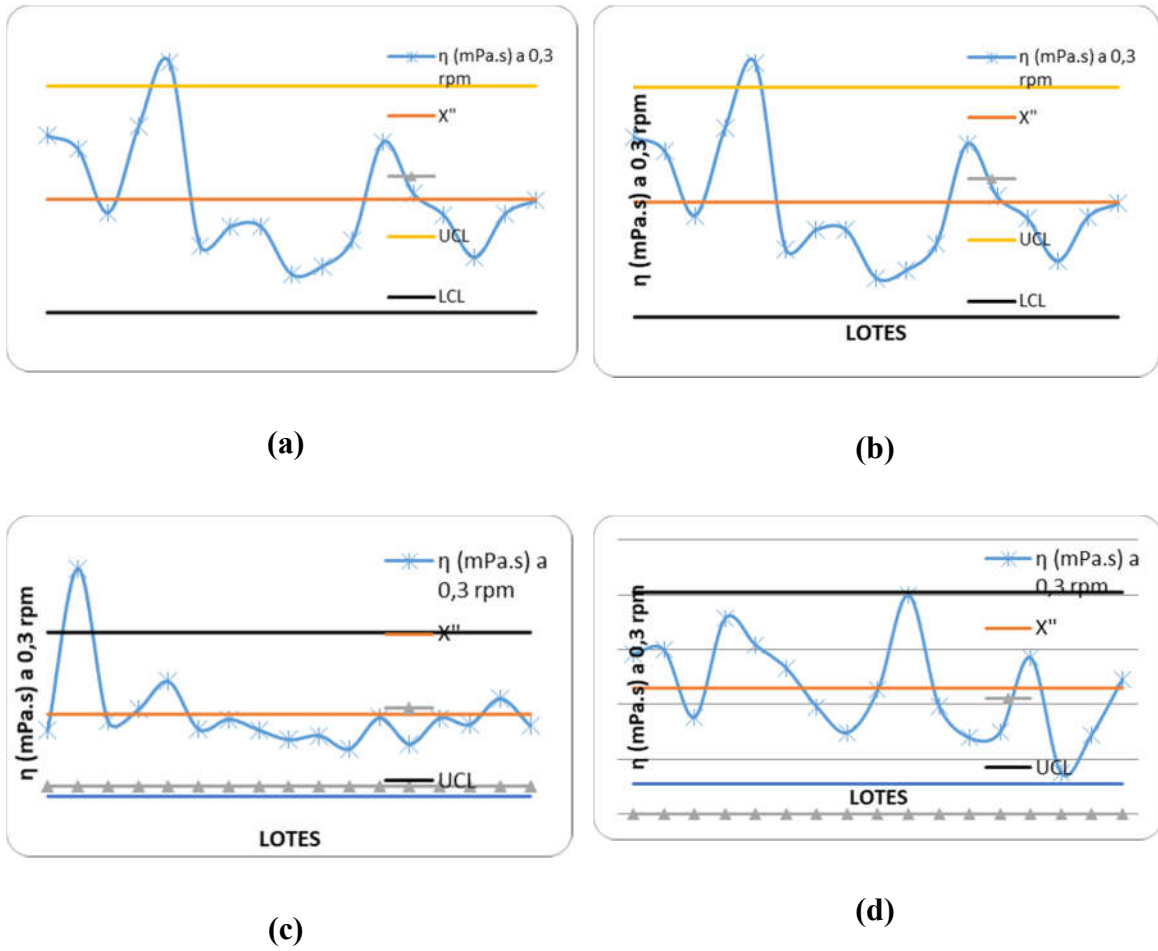 η (mPa.s) a 0,3
rpm
X"
UCL
LCL
(a)
η (mPa.s) a 0,3 rpm
η (mPa.s) a 0,3
rpm
X"
UCL
LCL
LOTES
(b)
η (mPa.s) a 0,3 rpm
η (mPa.s) a
0,3 rpm
X"
UCL
LOTES
(c)
η (mPa.s) a 0,3 rpm
η (mPa.s) a
0,3 rpm
X"
UCL
LOTES
(d)